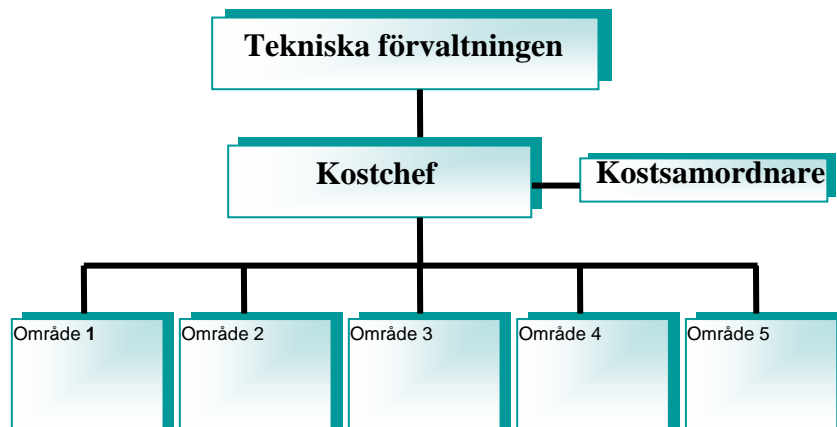 Tekniska förvaltningen
Kostchef
Kostsamordnare
Område 1
Område 2
Område 3
Område 4
Område 5